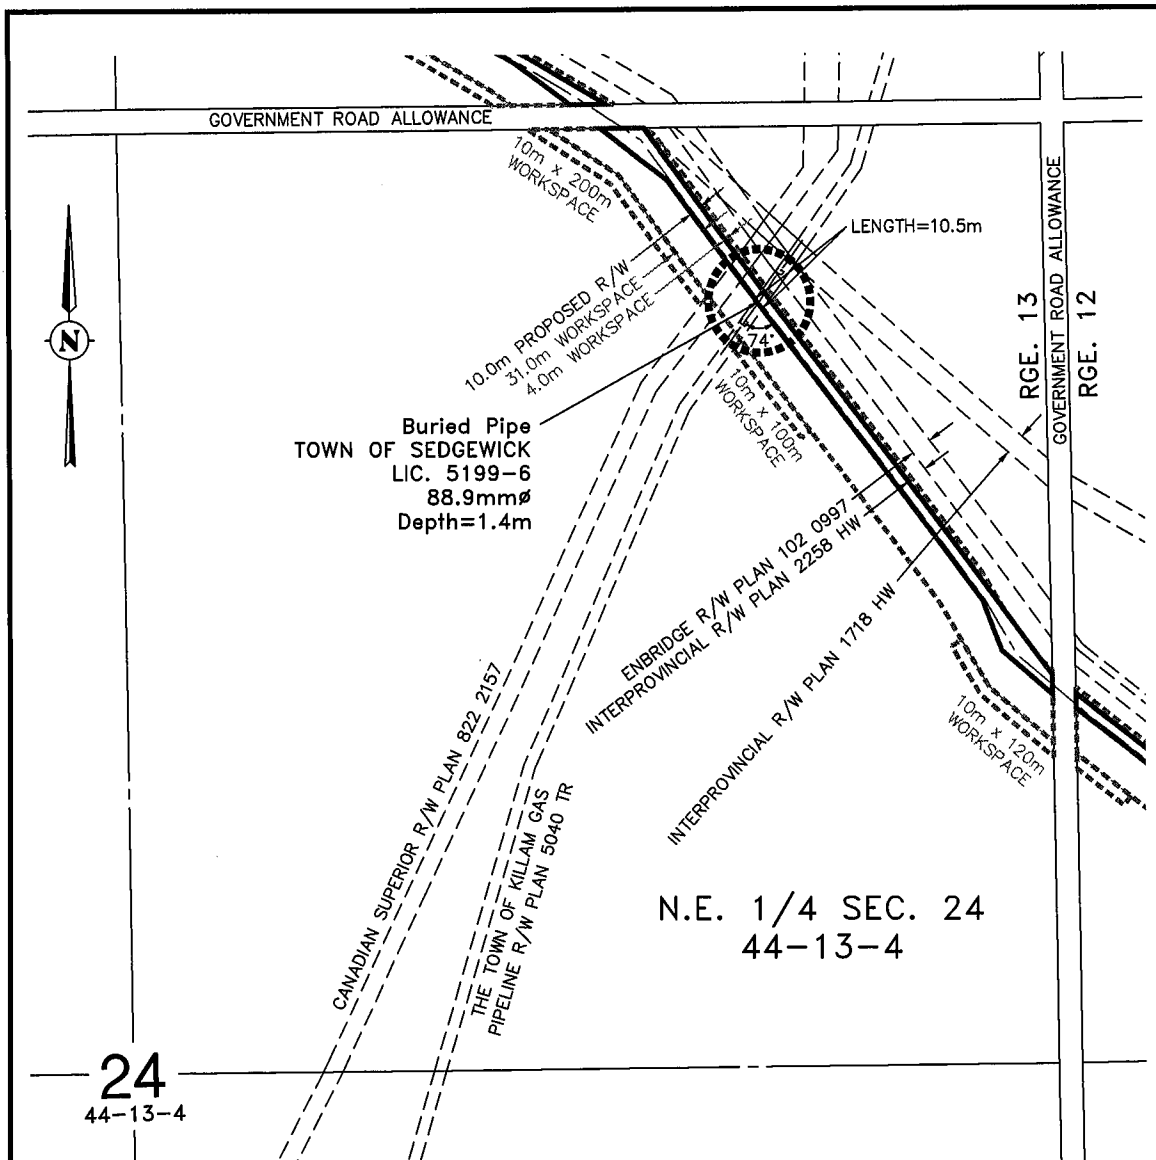 GOVERNMENT ROAD ALLOWANCE
10m x 200m
WORKSPACE
LENGTH=10.5m
GOVERNMENT ROAD ALLOWANCE
RGE. 13
RGE. 12
N
10.0m PROPOSED R/W
31.0m WORKSPACE
4.0m WORKSPACE
74°
10m x 100m
WORKSPACE
Buried Pipe
TOWN OF SEDGEWICK
LIC. 5199-6
88.9mmø
Depth=1.4m
ENBRIDGE R/W PLAN 102 0997
INTERPROVINCIAL R/W PLAN 2258 HW
INTERPROVINCIAL R/W PLAN 1718 HW
10m x 120m
WORKSPACE
CANADIAN SUPERIOR R/W PLAN 822 2157
THE TOWN OF KILLAM GAS
PIPELINE R/W PLAN 5040 TR
N.E. 1/4 SEC. 24
44-13-4
24
44-13-4